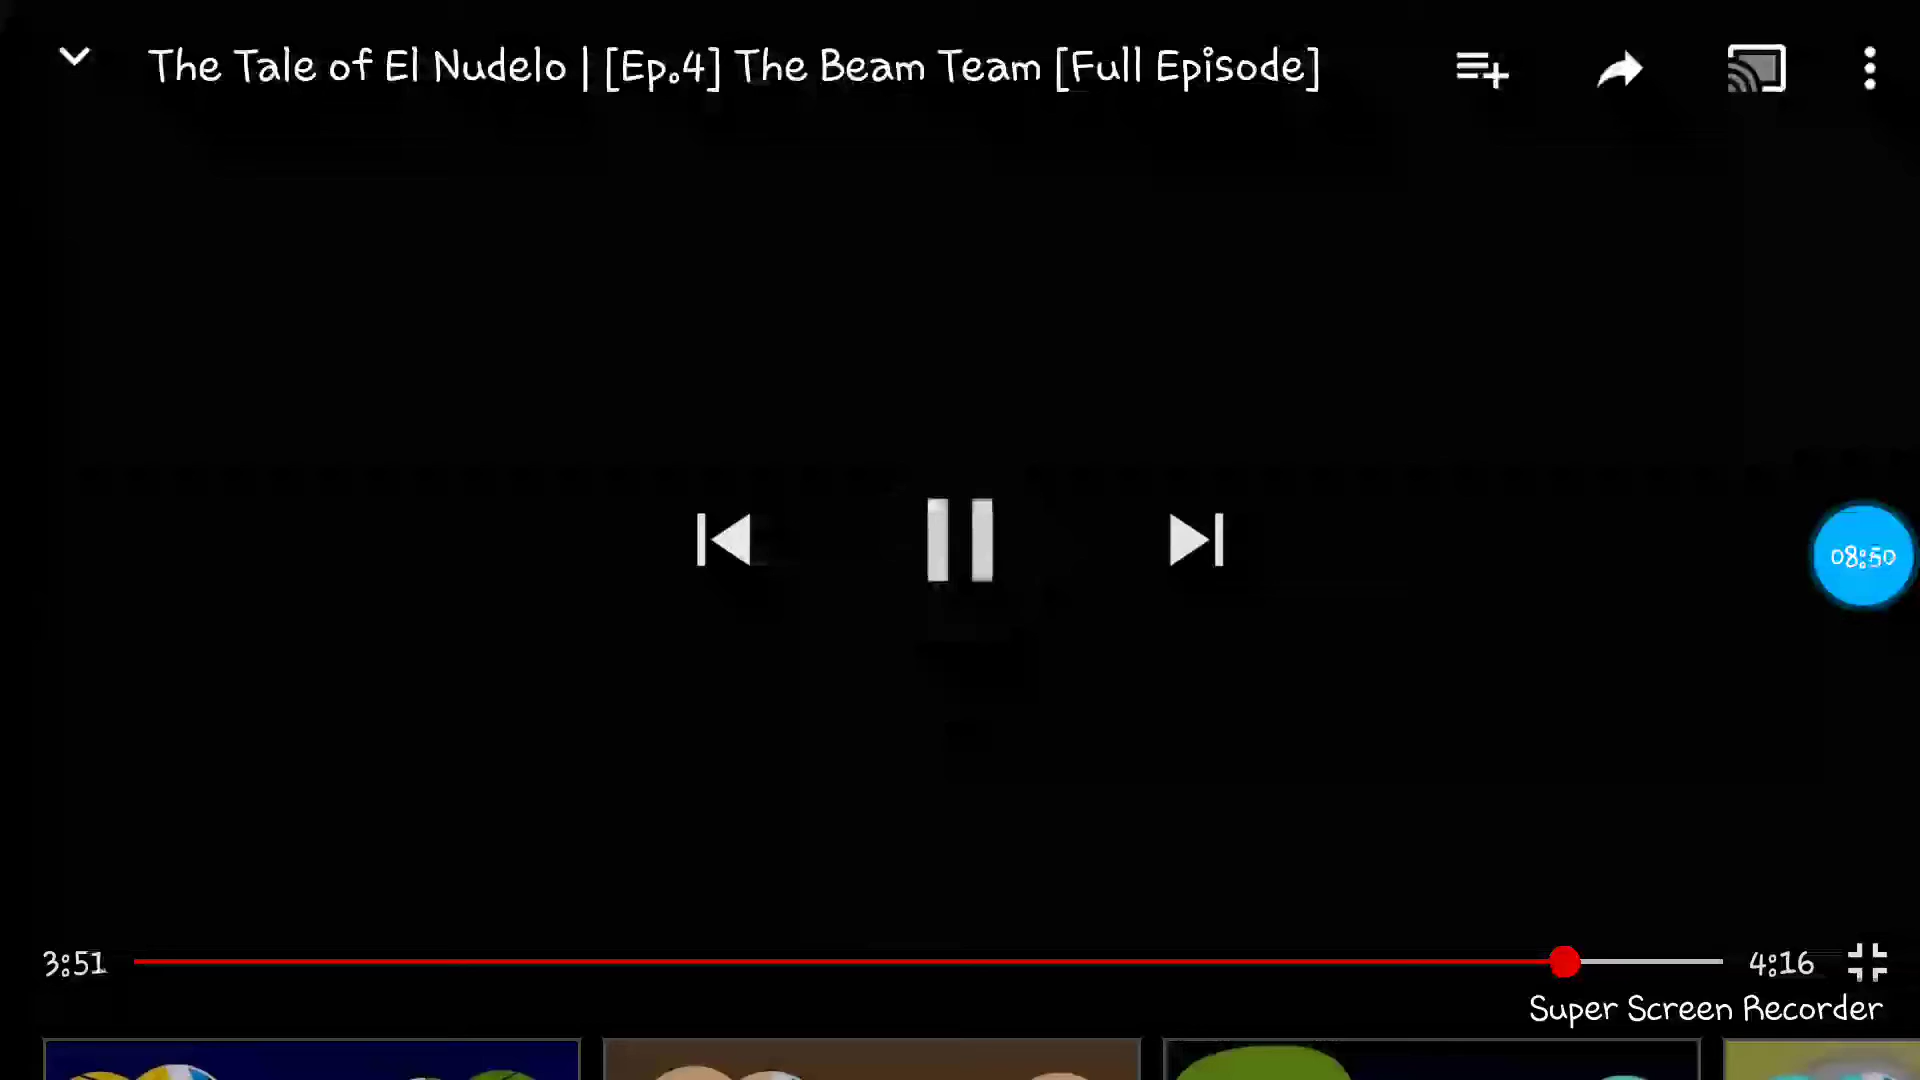 The Tale of El Nudelo | [Ep.4] The Beam Team [Full Episode]
08:50
3:51
4:16
Super Screen Recorder